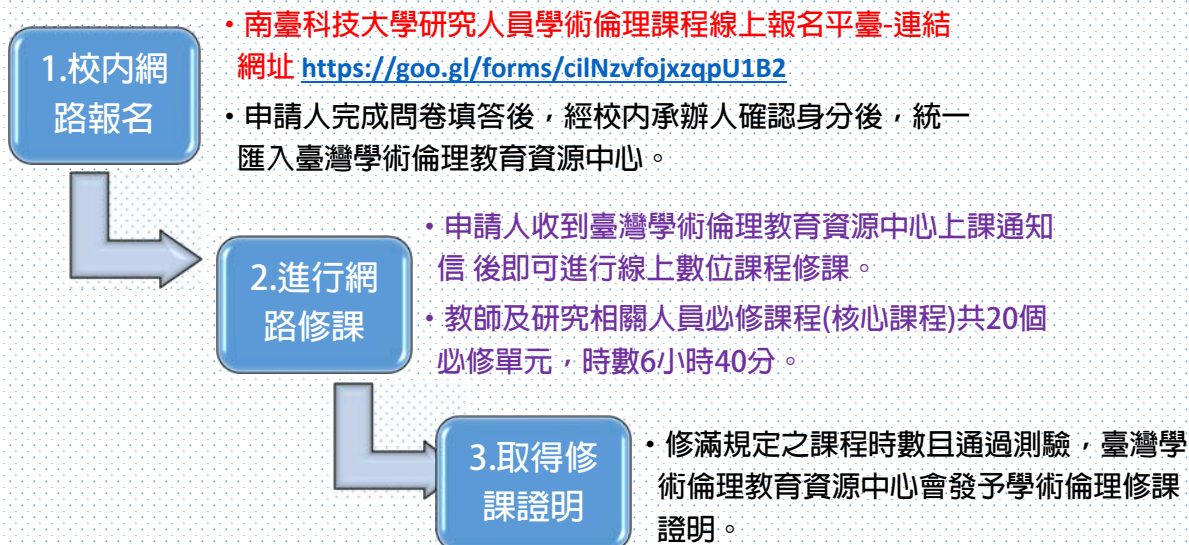 1.校內網
路報名
•南臺科技大學研究人員學術倫理課程線上報名平臺-連結
網址 https://goo.gl/forms/cilNzvfojxzqpU1B2
•申請人完成問卷填答後，經校內承辦人確認身分後，統一
匯入臺灣學術倫理教育資源中心。
2.進行網
路修課
•申請人收到臺灣學術倫理教育資源中心上課通知
信 後即可進行線上數位課程修課。
•教師及研究相關人員必修課程(核心課程)共20個
必修單元，時數6小時40分。
3.取得修
課證明
•修滿規定之課程時數且通過測驗，臺灣學
術倫理教育資源中心會發予學術倫理修課
證明。